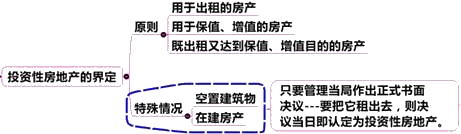 投资性房地产的界定
原则
用于出租的房产
用于保值、增值的房产
既出租又达到保值、增值目的的房产
特殊情况
空置建筑物
在建房产
只要管理当局作出正式书面
决议---要把它租出去，则决
议当日即认定为投资性房地产。